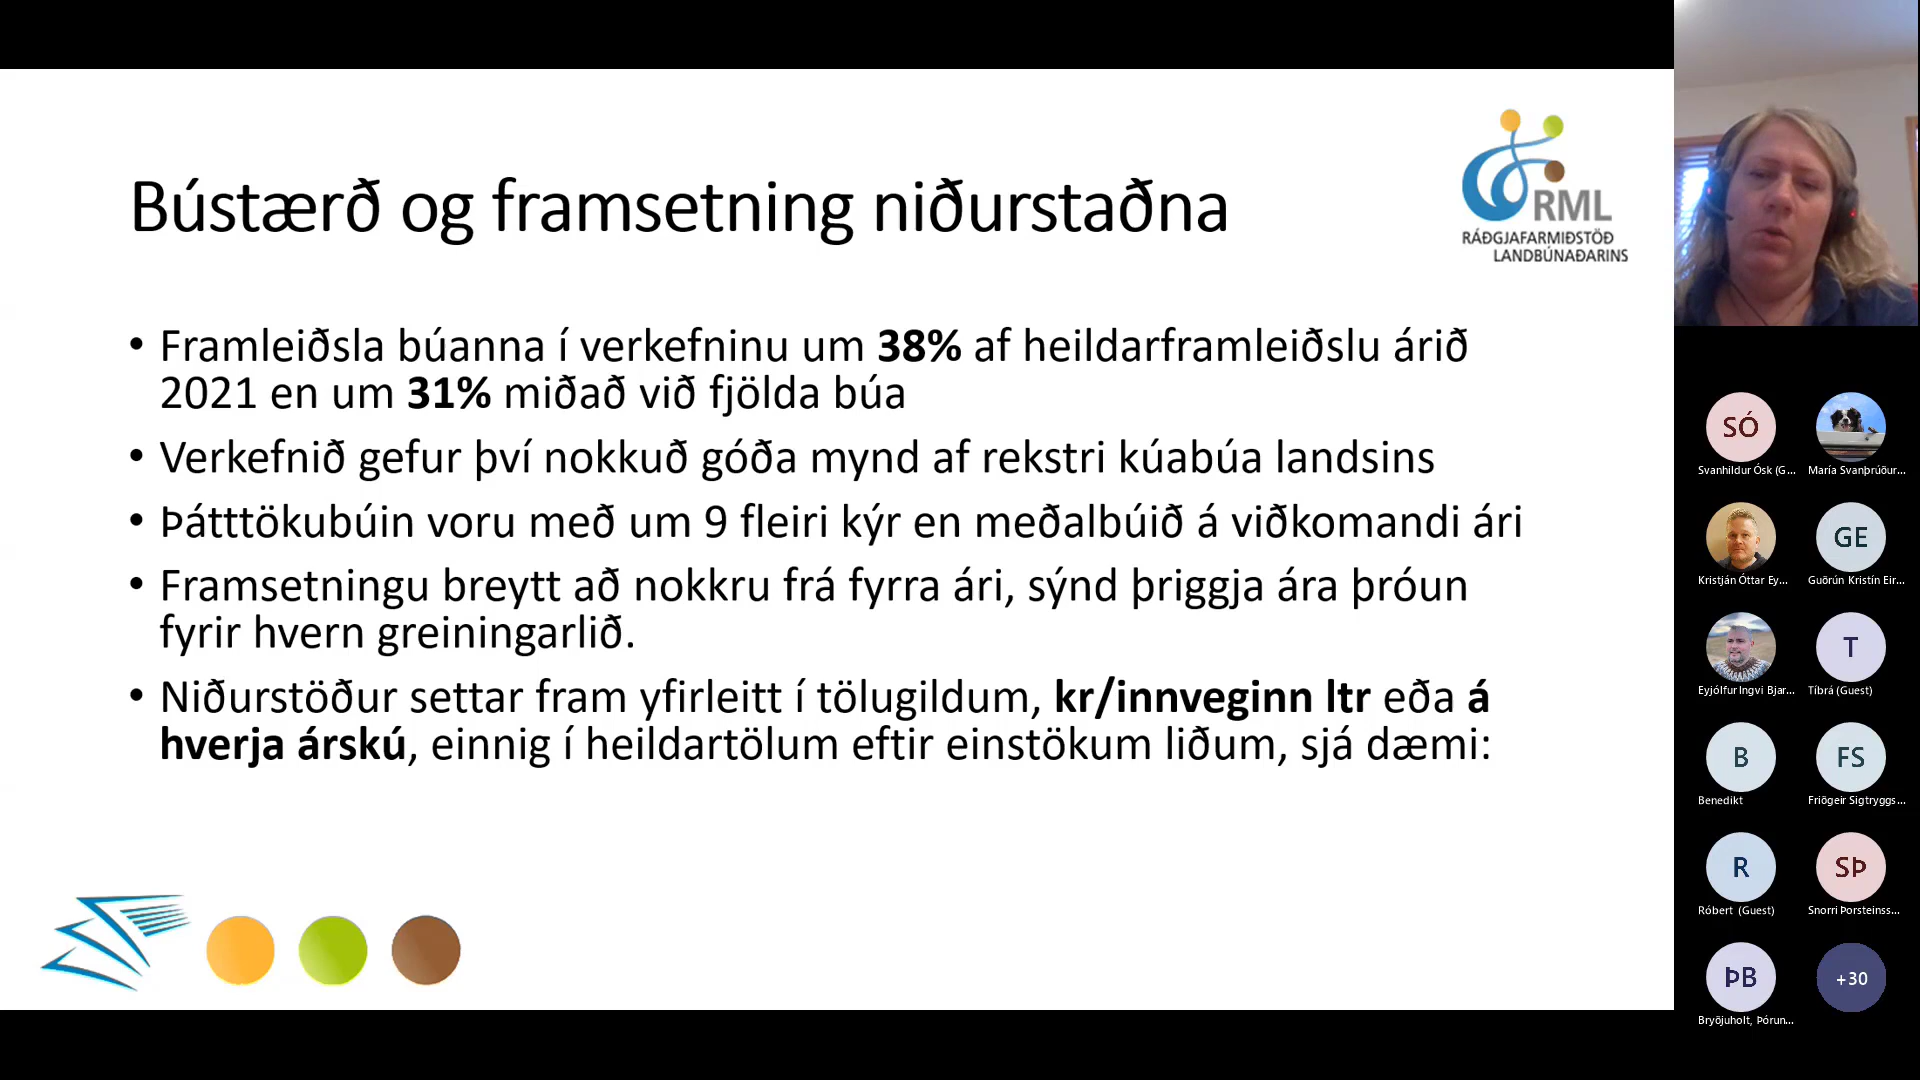 Bústærð og framsetning niðurstaðna
RML
RÁÐGJAFARMIÐSTÖÐ
LANDBÚNAÐARINS
• Framleiðsla búanna í verkefninu um 38% af heildarframleiðslu árið
2021 en um 31% miðað við fjölda búa
• Verkefnið gefur því nokkuð góða mynd af rekstri kúabúa landsins
• Þátttökubúin voru með um 9 fleiri kýr en meðalbúið á viðkomandi ári
• Framsetningu breytt að nokkru frá fyrra ári, sýnd þriggja ára þróun
fyrir hvern greiningarlið.
• Niðurstöður settar fram yfirleitt í tölugildum, kr/innveginn ltr eða á
hverja árskú, einnig í heildartölum eftir einstökum liðum, sjá dæmi:
SÓ
Svanhildur Ósk (G...
María Svanþrúður...
Kristján Óttar Ey...
GE
Guðrún Kristín Eir...
Eyjólfur Ingvi Bjar...
T
Tíbrá (Guest)
B
Benedikt
FS
Friðgeir Sigtryggs...
R
Róbert (Guest)
SÞ
Snorri Þorsteinss...
ÞB
Bryðjuholt, Þórun...
+30